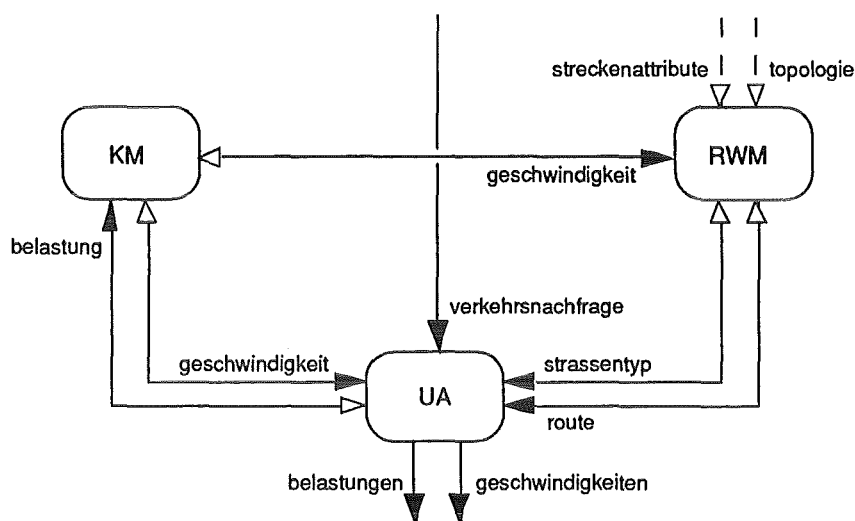 streckenattribute
topologie
KM
RWM
geschwindigkeit
belastung
verkehrsnachfrage
geschwindigkeit
strassentyp
UA
route
belastungen
geschwindigkeiten